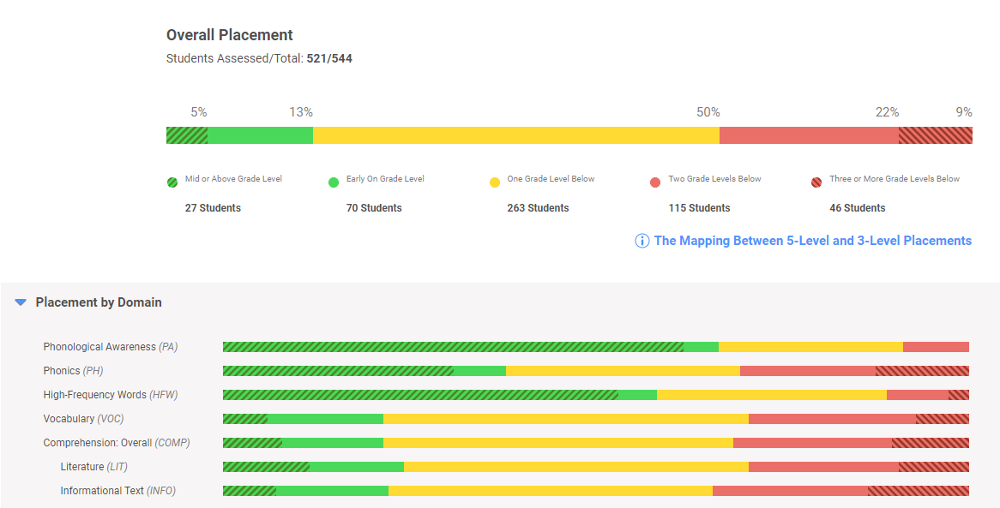 Overall Placement
Students Assessed/Total: 521/544
5% 13% 50% 22% 9%
Mid or Above Grade Level Early On Grade Level One Grade Level Below Two Grade Levels Below Three or More Grade Levels Below
27 Students 70 Students 263 Students 115 Students 46 Students
The Mapping Between 5-Level and 3-Level Placements
Placement by Domain
Phonological Awareness (PA)
Phonics (PH)
High-Frequency Words (HFW)
Vocabulary (VOC)
Comprehension: Overall (COMP)
Literature (LIT)
Informational Text (INFO)